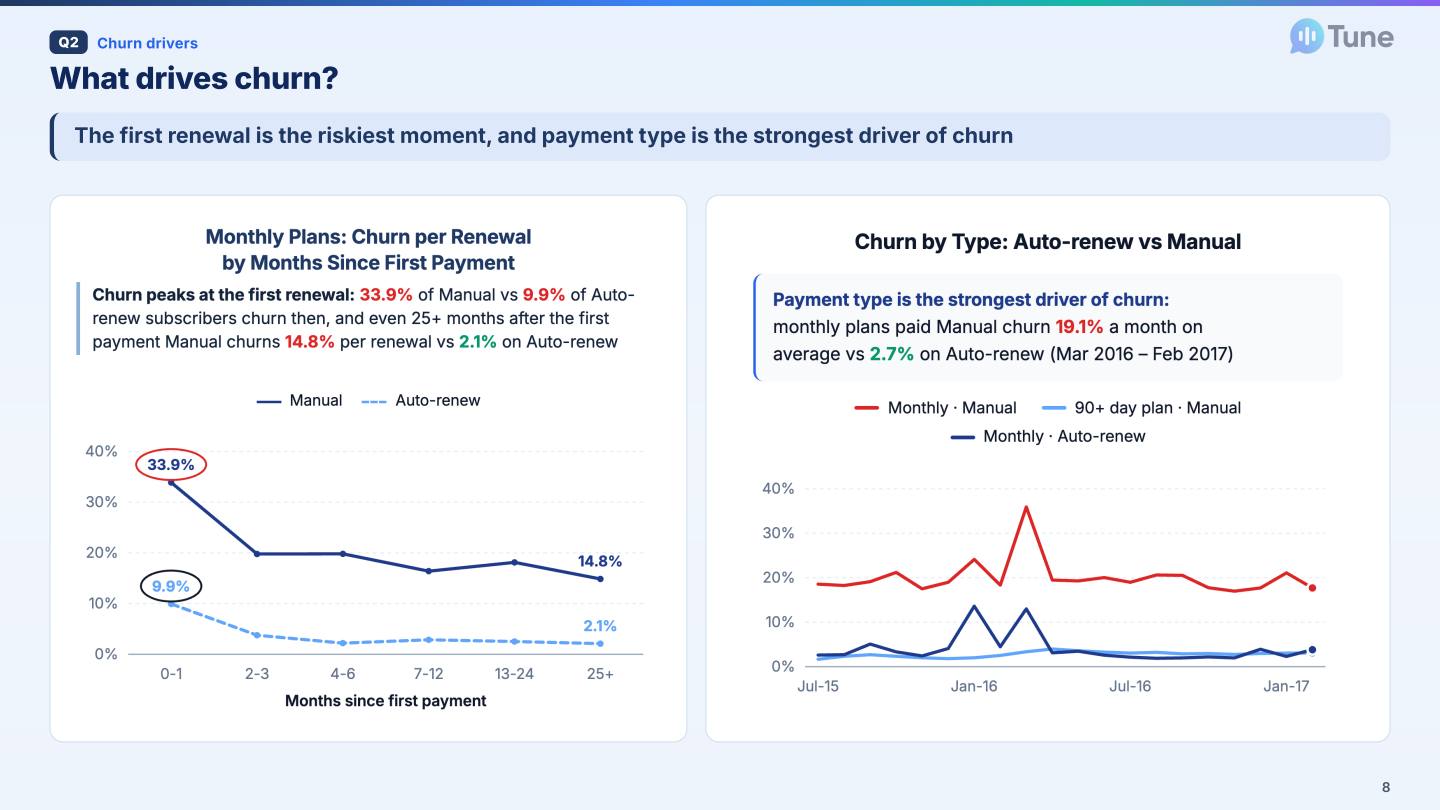 Q2 Churn drivers
Tune
What drives churn?
The first renewal is the riskiest moment, and payment type is the strongest driver of churn
Monthly Plans: Churn per Renewal
by Months Since First Payment
Churn peaks at the first renewal: 33.9% of Manual vs 9.9% of Auto-
renew subscribers churn then, and even 25+ months after the first
payment Manual churns 14.8% per renewal vs 2.1% on Auto-renew
Manual Auto-renew
40%
33.9%
30%
20%
14.8%
9.9%
10%
2.1%
0%
0-1 2-3 4-6 7-12 13-24 25+
Months since first payment
Churn by Type: Auto-renew vs Manual
Payment type is the strongest driver of churn:
monthly plans paid Manual churn 19.1% a month on
average vs 2.7% on Auto-renew (Mar 2016 – Feb 2017)
Monthly · Manual 90+ day plan · Manual
Monthly · Auto-renew
40%
30%
20%
10%
0%
Jul-15 Jan-16 Jul-16 Jan-17
8